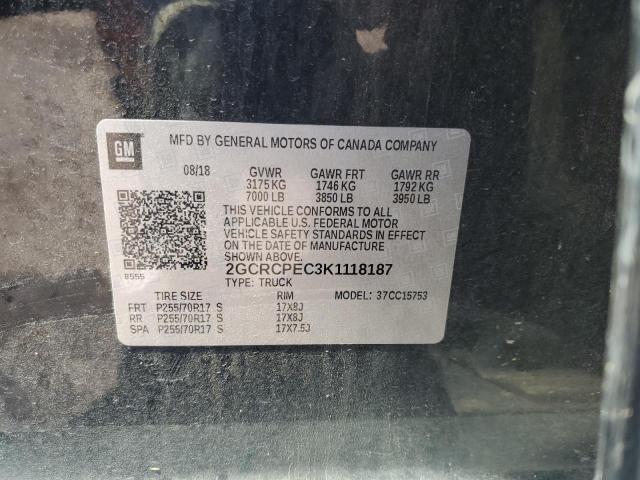 GM
MFD BY GENERAL MOTORS OF CANADA COMPANY
08/18 GVWR GAWR FRT GAWR RR
3175 KG 1746 KG 1792 KG
7000 LB 3850 LB 3950 LB
THIS VEHICLE CONFORMS TO ALL
APPLICABLE U.S. FEDERAL MOTOR
VEHICLE SAFETY STANDARDS IN EFFECT
ON THE DATE OF MANUFACTURE
SHOWN ABOVE.
8555 2GCRCPEC3K1118187
TYPE: TRUCK MODEL: 37CC15753
TIRE SIZE RIM
FRT P255/70R17 S 17X8J
RR P255/70R17 S 17X8J
SPA P255/70R17 S 17X7.5J